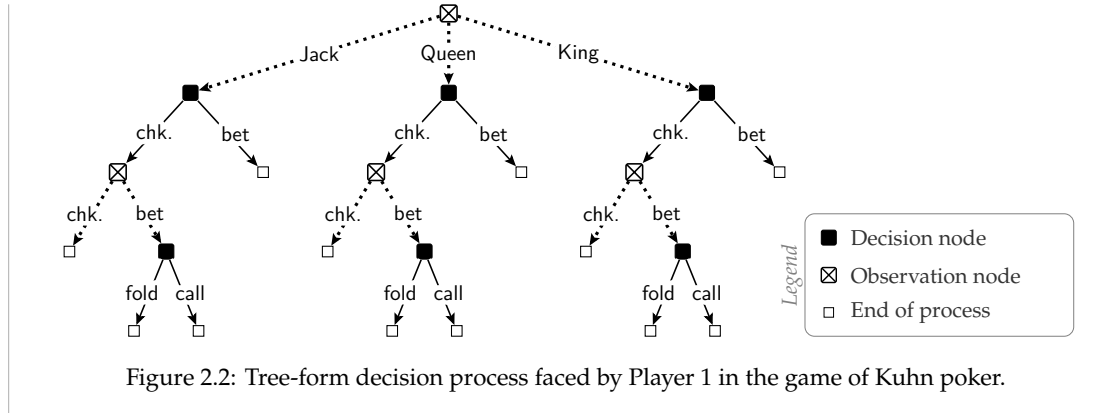 Jack Queen King
chk. bet chk. bet chk. bet
chk. bet chk. bet chk. bet
fold call fold call fold call
Legend
Decision node
Observation node
End of process
Figure 2.2: Tree-form decision process faced by Player 1 in the game of Kuhn poker.